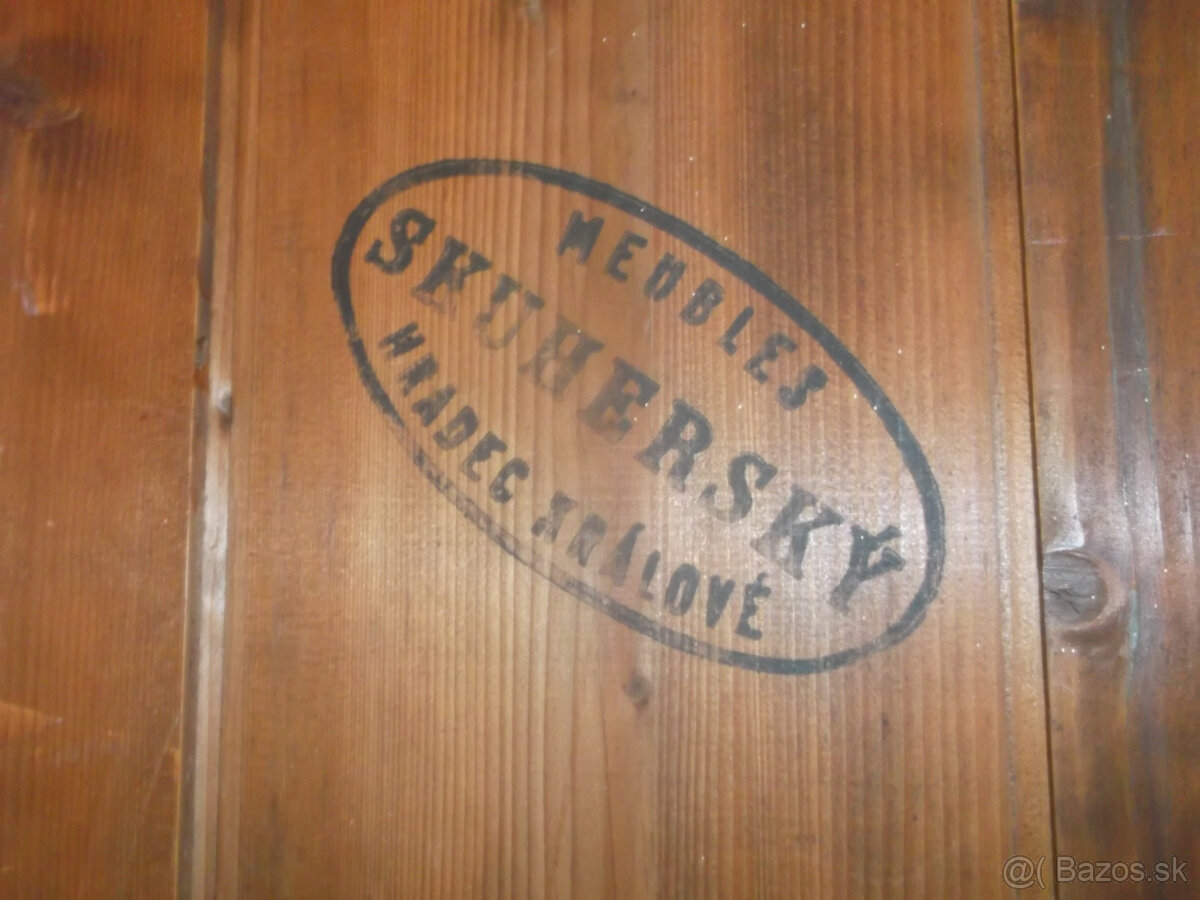 MEUBLES
SKUHERSKÝ
HRADEC KRÁLOVÉ
@( Bazos.sk